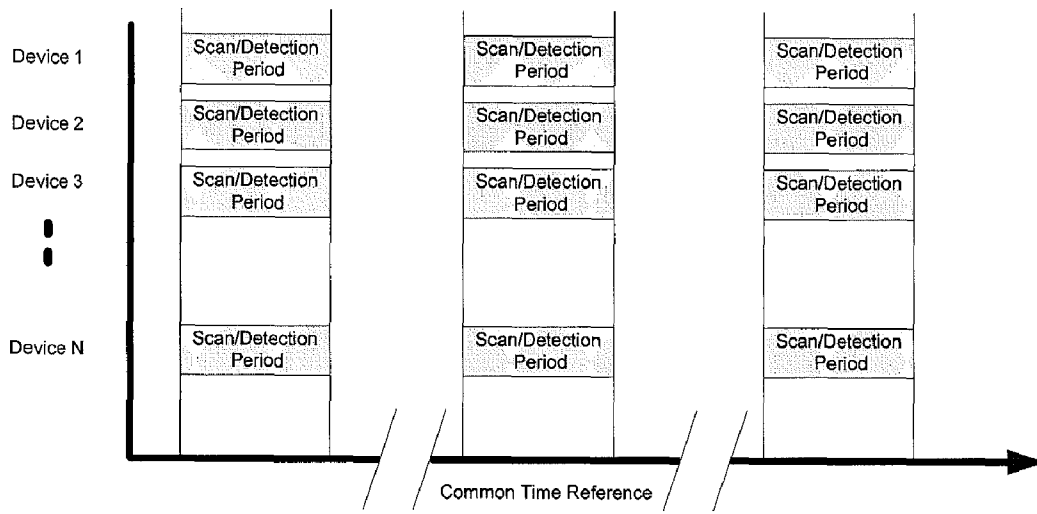 Device 1
Scan/Detection
Period
Scan/Detection
Period
Scan/Detection
Period
Device 2
Scan/Detection
Period
Scan/Detection
Period
Scan/Detection
Period
Device 3
Scan/Detection
Period
Scan/Detection
Period
Scan/Detection
Period
Device N
Scan/Detection
Period
Scan/Detection
Period
Scan/Detection
Period
Common Time Reference